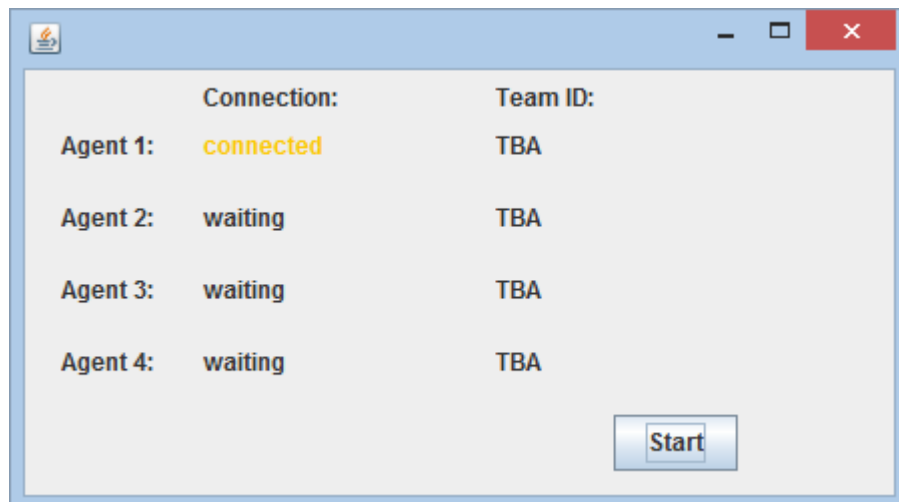 Connection: Team ID:
Agent 1: connected TBA
Agent 2: waiting TBA
Agent 3: waiting TBA
Agent 4: waiting TBA
Start